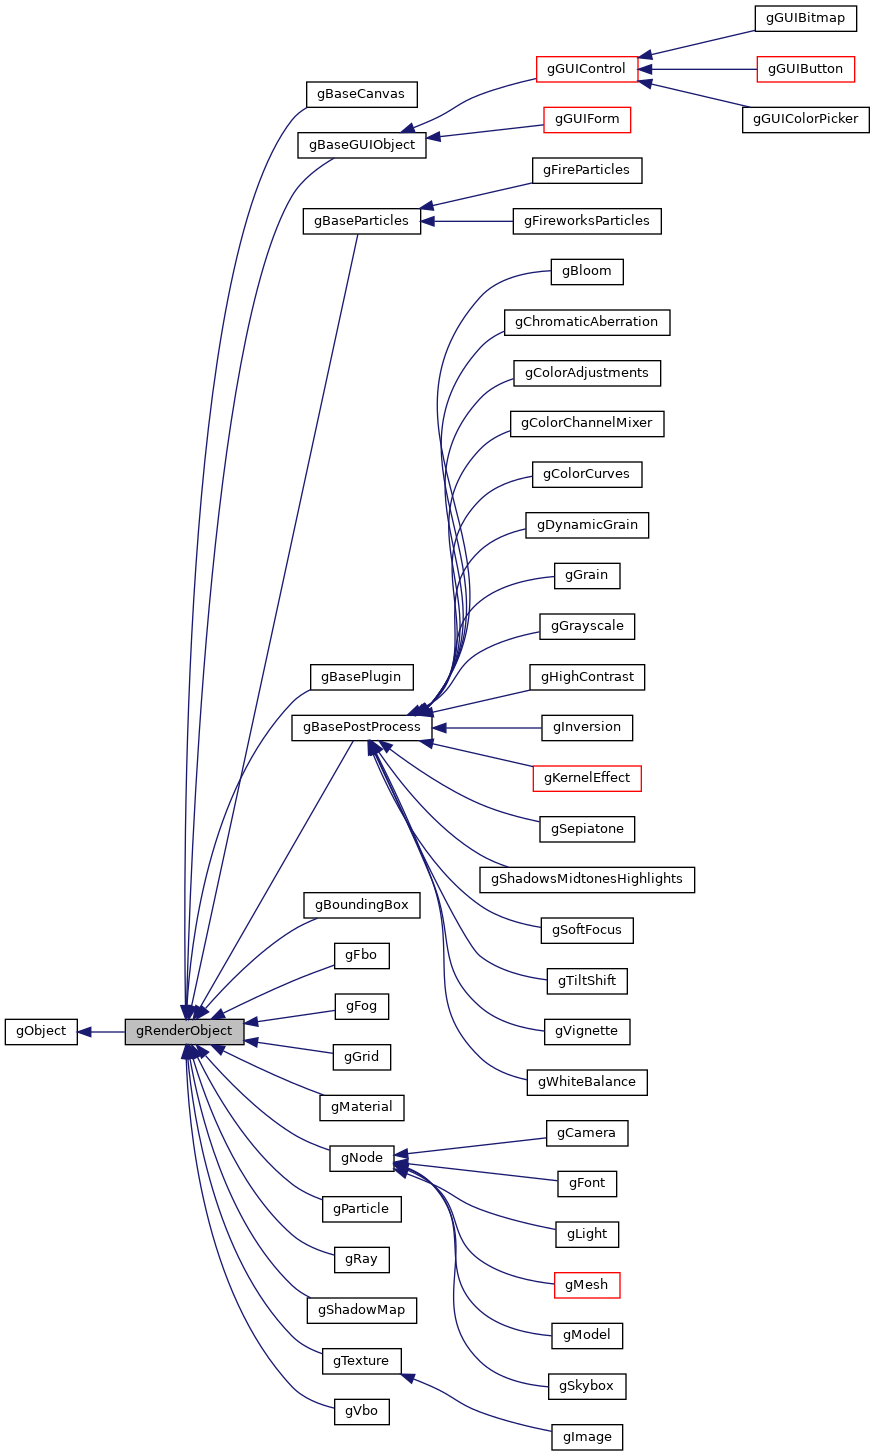 gGUIBitmap
gGUIControl
gGUIButton
gBaseCanvas
gGUIColorPicker
gGUIForm
gBaseGUIObject
gFireParticles
gBaseParticles
gFireworksParticles
gBloom
gChromaticAberration
gColorAdjustments
gColorChannelMixer
gColorCurves
gDynamicGrain
gGrain
gGrayscale
gBasePlugin
gHighContrast
gBasePostProcess
gInversion
gKernelEffect
gSepiatone
gShadowsMidtonesHighlights
gBoundingBox
gSoftFocus
gFbo
gTiltShift
gFog
gObject
gRenderObject
gVignette
gGrid
gWhiteBalance
gMaterial
gCamera
gNode
gFont
gParticle
gLight
gRay
gMesh
gShadowMap
gModel
gTexture
gSkybox
gVbo
gImage